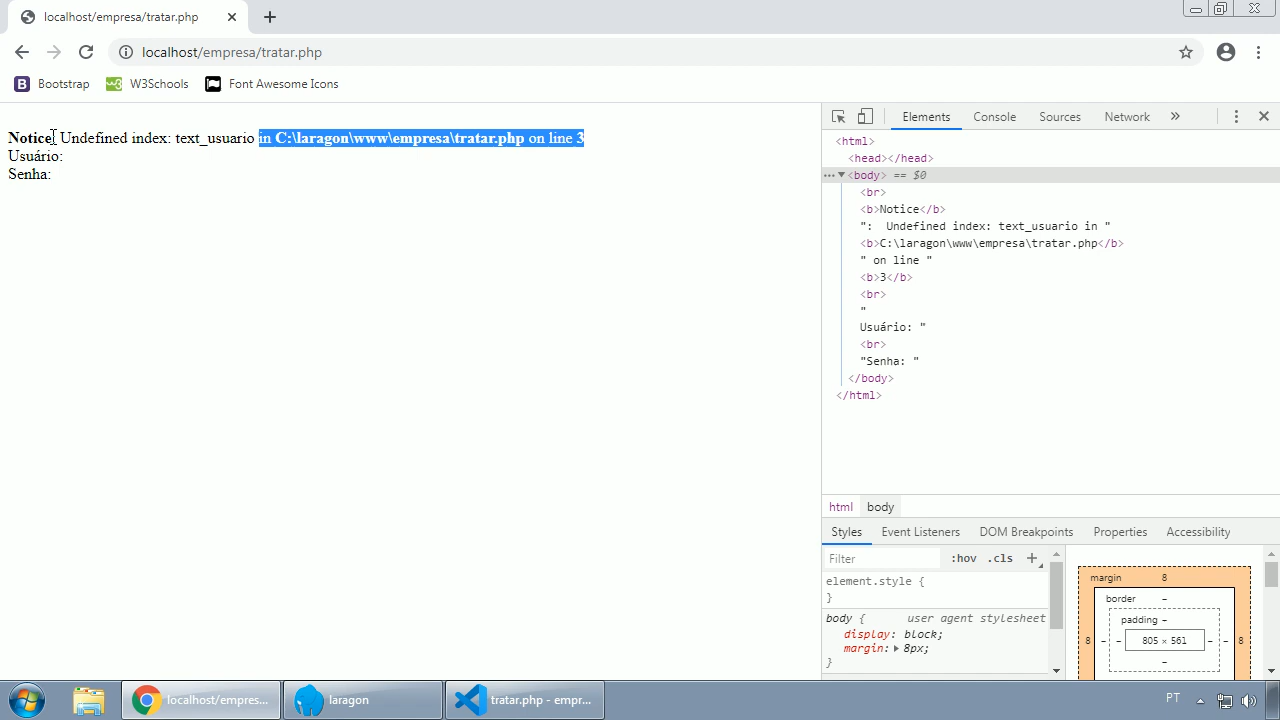 localhost/empresa/tratar.php
localhost/empresa/tratar.php
Bootstrap W3Schools Font Awesome Icons
Notice: Undefined index: text_usuario in C:\laragon\www\empresa\tratar.php on line 3
Usuário:
Senha:
Elements Console Sources Network »
<html>
<head></head>
<body> == $0
<br>
<b>Notice</b>
":  Undefined index: text_usuario in "
<b>C:\laragon\www\empresa\tratar.php</b>
" on line "
<b>3</b>
<br>
"
Usuário: "
<br>
"Senha: "
</body>
</html>
html body
Styles Event Listeners DOM Breakpoints Properties Accessibility
Filter :hov .cls +
element.style {
}
body { user agent stylesheet
display: block;
margin: 8px;
}
margin 8
border –
padding –
8 – – 805 × 561 – – 8
–
localhost/empres... laragon tratar.php - empr... PT